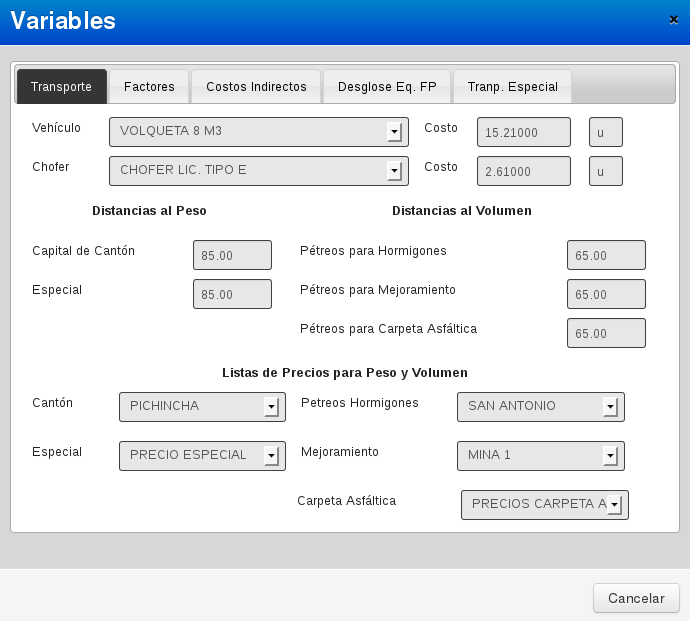 Variables ×
Transporte Factores Costos Indirectos Desglose Eq. FP Tranp. Especial
Vehículo VOLQUETA 8 M3 Costo 15.21000 u
Chofer CHOFER LIC. TIPO E Costo 2.61000 u
Distancias al Peso Distancias al Volumen
Capital de Cantón 85.00 Pétreos para Hormigones 65.00
Especial 85.00 Pétreos para Mejoramiento 65.00
Pétreos para Carpeta Asfáltica 65.00
Listas de Precios para Peso y Volumen
Cantón PICHINCHA Petreos Hormigones SAN ANTONIO
Especial PRECIO ESPECIAL Mejoramiento MINA 1
Carpeta Asfáltica PRECIOS CARPETA A
Cancelar